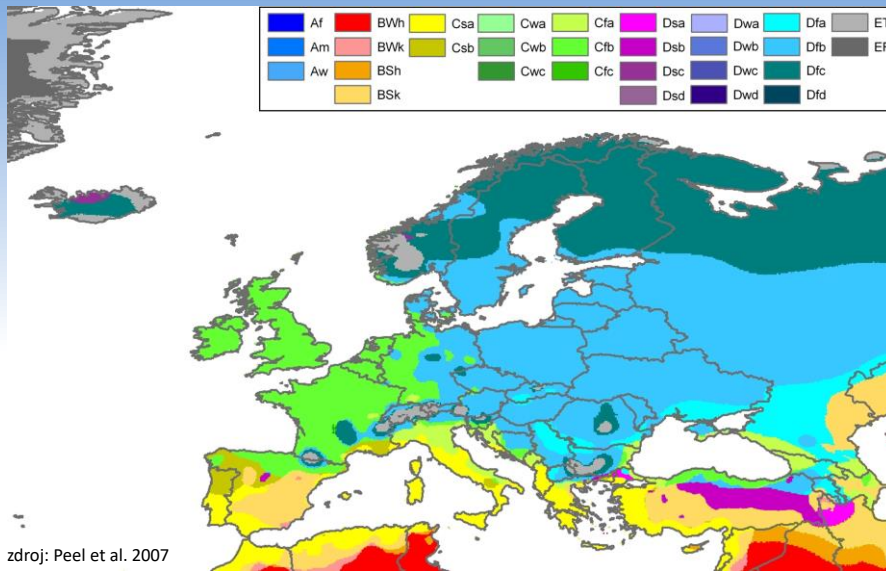 Af BWh Csa Cwa Cfa Dsa Dwa Dfa ET
Am BWk Csb Cwb Cfb Dsb Dwb Dfb
Aw BSh Cwc Cfc Dsc Dwc Dfc
BSk Dsd Dwd Dfd
zdroj: Peel et al. 2007